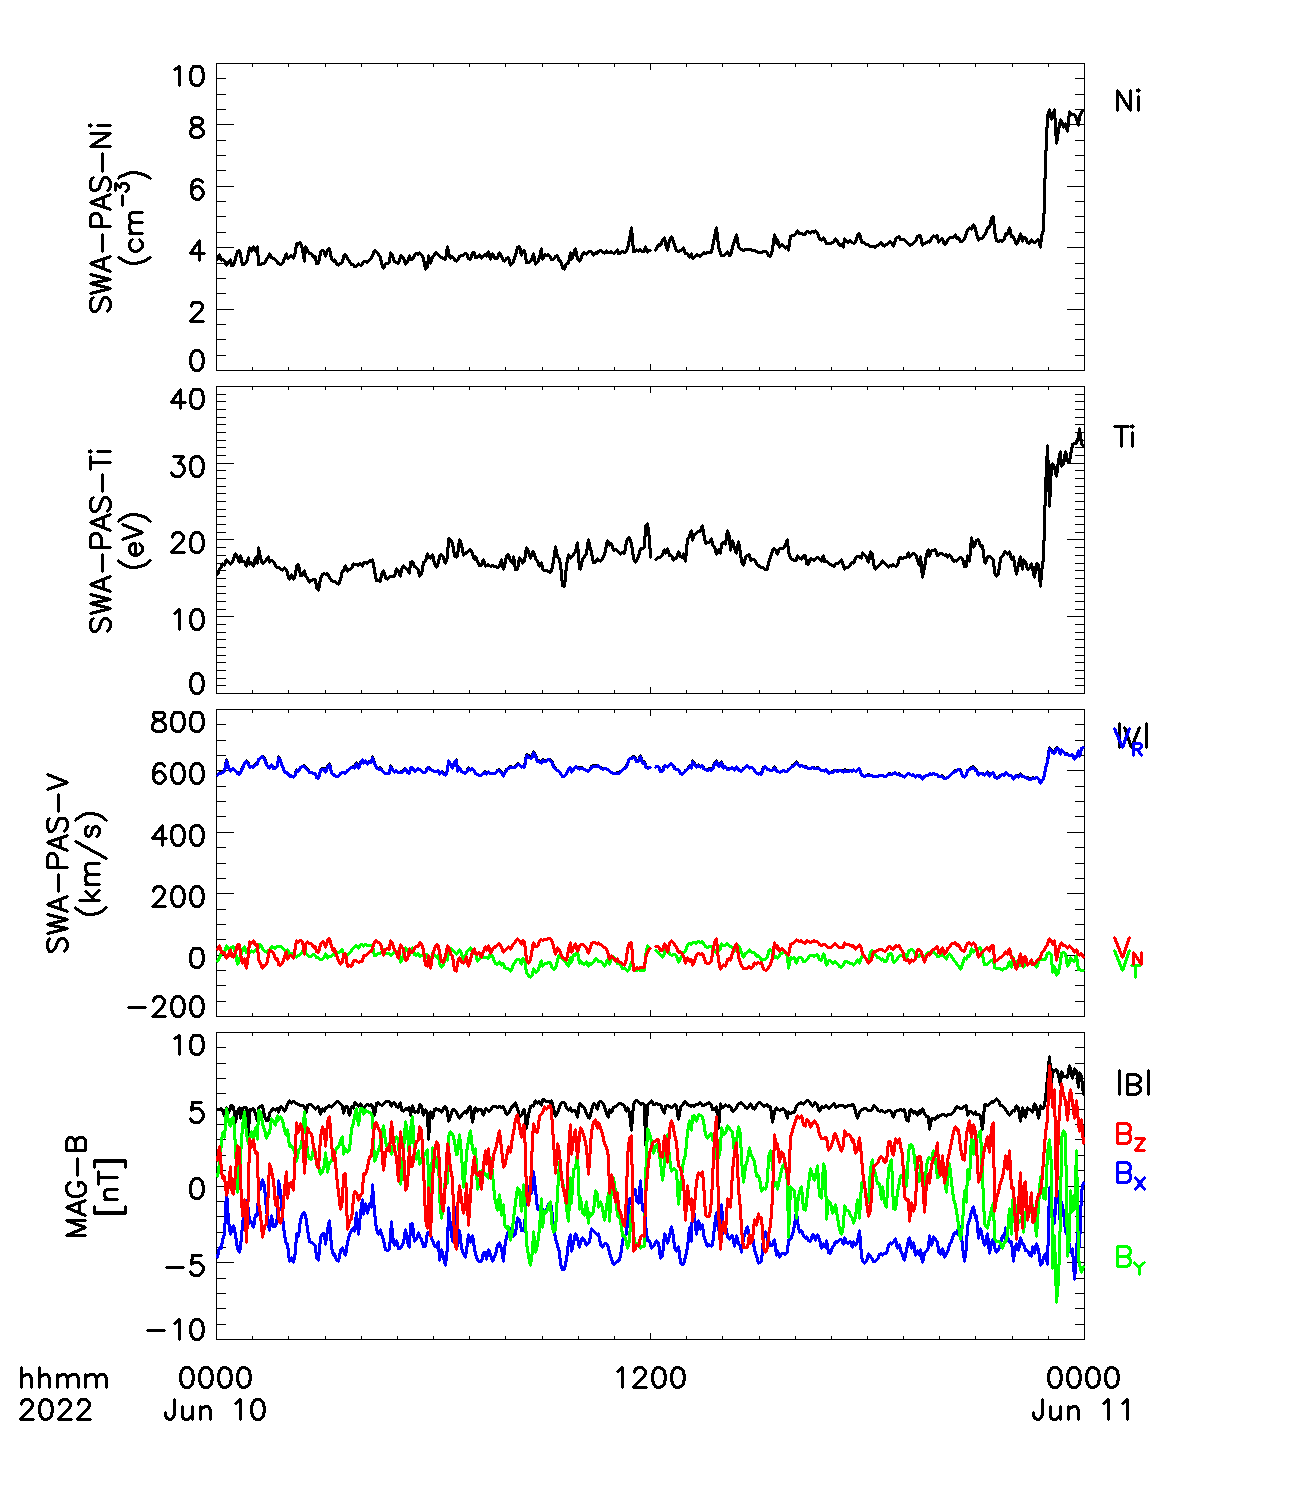 10
8
6
4
2
0
SWA-PAS-Ni
(cm⁻³)
Ni
40
30
20
10
0
SWA-PAS-Ti
(eV)
Ti
800
600
400
200
0
-200
SWA-PAS-V
(km/s)
|V|
V_R
V_N
V_T
10
5
0
-5
-10
MAG-B
[nT]
|B|
B_Z
B_X
B_Y
hhmm 0000 1200 0000
2022 Jun 10 Jun 11